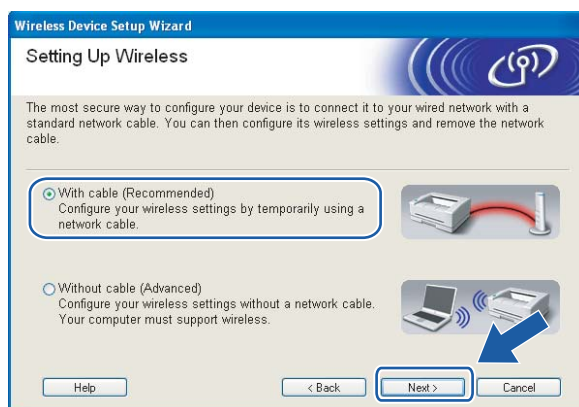 Wireless Device Setup Wizard
Setting Up Wireless
The most secure way to configure your device is to connect it to your wired network with a
standard network cable. You can then configure its wireless settings and remove the network
cable.
With cable (Recommended)
Configure your wireless settings by temporarily using a
network cable.
Without cable (Advanced)
Configure your wireless settings without a network cable.
Your computer must support wireless.
Help
< Back
Next >
Cancel